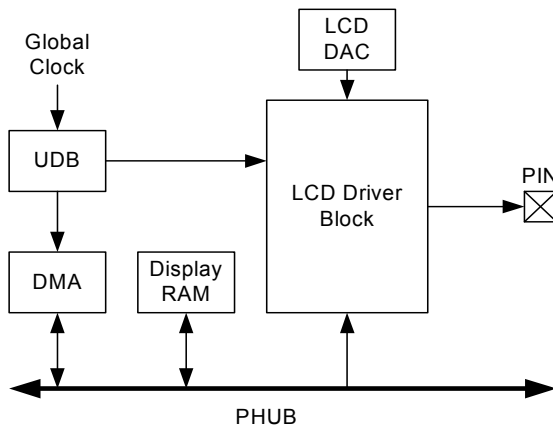 Global
Clock
LCD
DAC
UDB
LCD Driver
Block
PIN
DMA
Display
RAM
PHUB